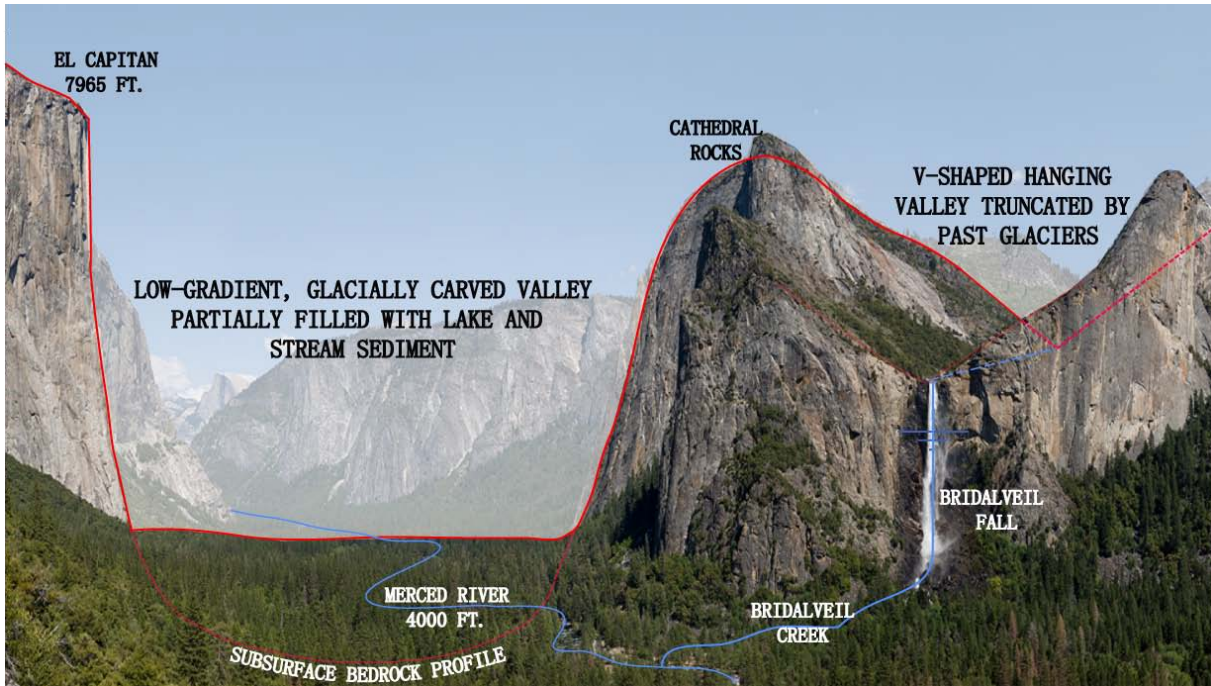 EL CAPITAN
7965 FT.
CATHEDRAL
ROCKS
V-SHAPED HANGING
VALLEY TRUNCATED BY
PAST GLACIERS
LOW-GRADIENT, GLACIALLY CARVED VALLEY
PARTIALLY FILLED WITH LAKE AND
STREAM SEDIMENT
BRIDALVEIL
FALL
MERCED RIVER
4000 FT.
BRIDALVEIL
CREEK
SUBSURFACE BEDROCK PROFILE